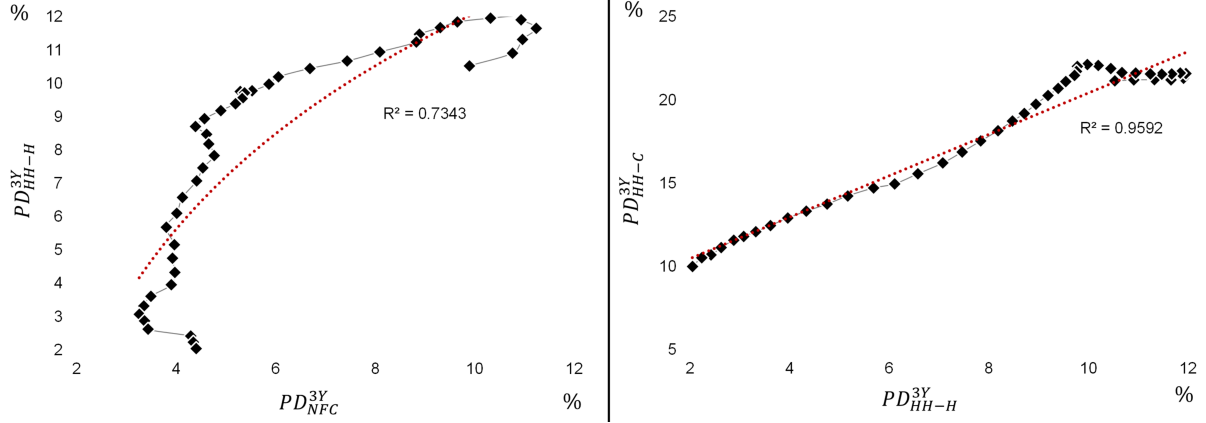 %
12
11
10
9
8
7
6
5
4
3
2
PD^{3Y}_{HH-H}
R² = 0.7343
2 4 6 8 10 12
PD^{3Y}_{NFC}
%
%
25
20
15
10
5
PD^{3Y}_{HH-C}
R² = 0.9592
2 4 6 8 10 12
PD^{3Y}_{HH-H}
%